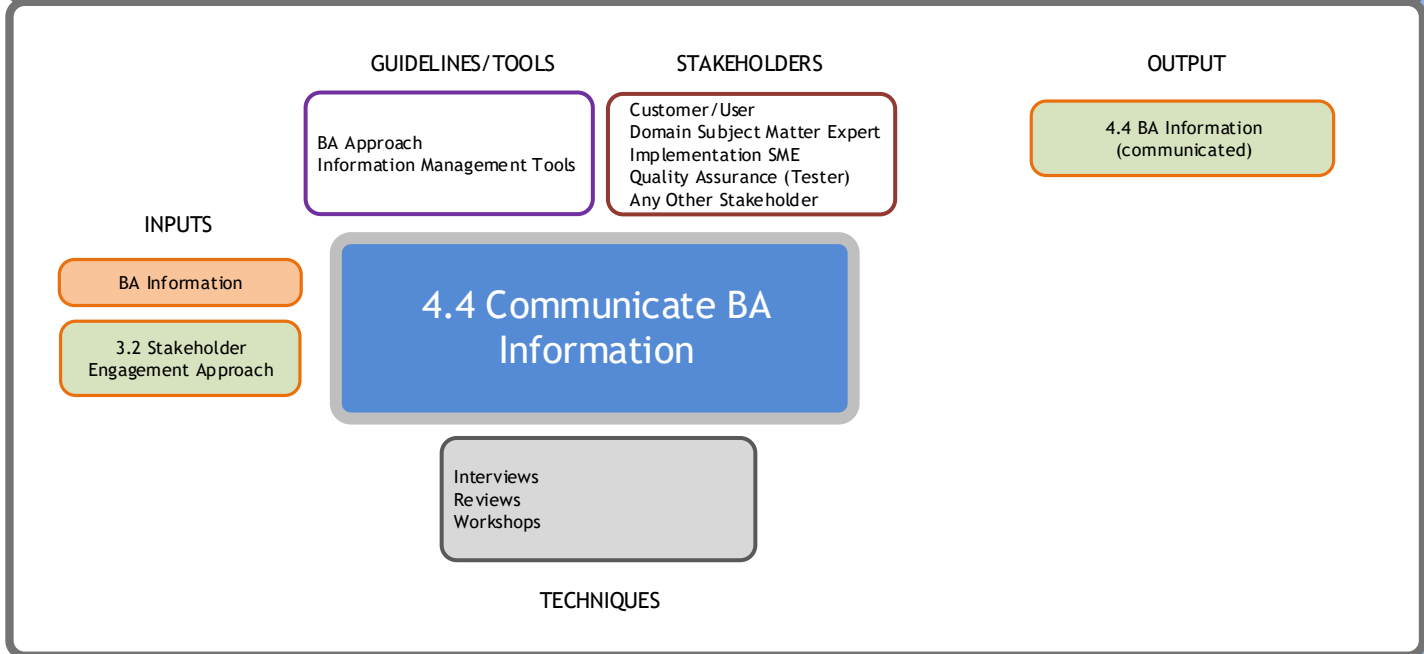 GUIDELINES/TOOLS
BA Approach
Information Management Tools
STAKEHOLDERS
Customer/User
Domain Subject Matter Expert
Implementation SME
Quality Assurance (Tester)
Any Other Stakeholder
OUTPUT
4.4 BA Information
(communicated)
INPUTS
BA Information
3.2 Stakeholder
Engagement Approach
4.4 Communicate BA
Information
Interviews
Reviews
Workshops
TECHNIQUES